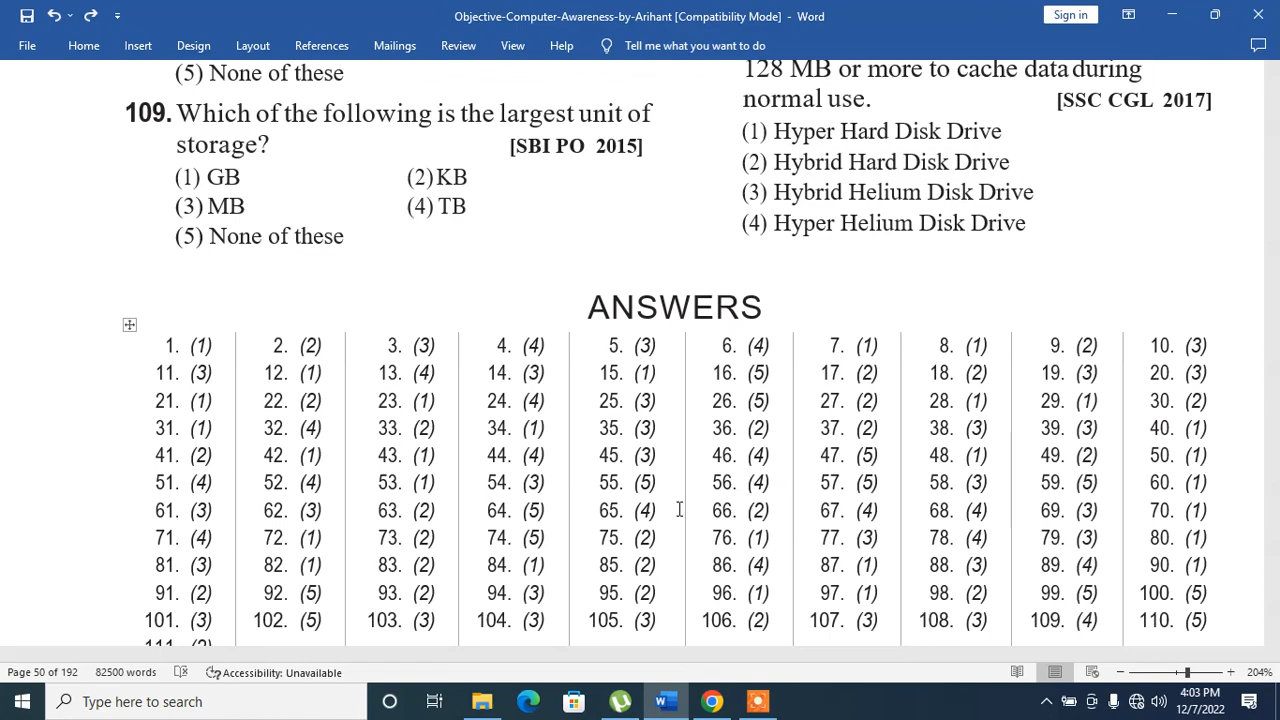 Objective-Computer-Awareness-by-Arihant [Compatibility Mode] - Word
Sign in
File Home Insert Design Layout References Mailings Review View Help Tell me what you want to do
(5) None of these
109. Which of the following is the largest unit of
storage? [SBI PO 2015]
(1) GB (2) KB
(3) MB (4) TB
(5) None of these
128 MB or more to cache data during
normal use. [SSC CGL 2017]
(1) Hyper Hard Disk Drive
(2) Hybrid Hard Disk Drive
(3) Hybrid Helium Disk Drive
(4) Hyper Helium Disk Drive
ANSWERS
1. (1) 2. (2) 3. (3) 4. (4) 5. (3) 6. (4) 7. (1) 8. (1) 9. (2) 10. (3)
11. (3) 12. (1) 13. (4) 14. (3) 15. (1) 16. (5) 17. (2) 18. (2) 19. (3) 20. (3)
21. (1) 22. (2) 23. (1) 24. (4) 25. (3) 26. (5) 27. (2) 28. (1) 29. (1) 30. (2)
31. (1) 32. (4) 33. (2) 34. (1) 35. (3) 36. (2) 37. (2) 38. (3) 39. (3) 40. (1)
41. (2) 42. (1) 43. (1) 44. (4) 45. (3) 46. (4) 47. (5) 48. (1) 49. (2) 50. (1)
51. (4) 52. (4) 53. (1) 54. (3) 55. (5) 56. (4) 57. (5) 58. (3) 59. (5) 60. (1)
61. (3) 62. (3) 63. (2) 64. (5) 65. (4) 66. (2) 67. (4) 68. (4) 69. (3) 70. (1)
71. (4) 72. (1) 73. (2) 74. (5) 75. (2) 76. (1) 77. (3) 78. (4) 79. (3) 80. (1)
81. (3) 82. (1) 83. (2) 84. (1) 85. (2) 86. (4) 87. (1) 88. (3) 89. (4) 90. (1)
91. (2) 92. (5) 93. (2) 94. (3) 95. (2) 96. (1) 97. (1) 98. (2) 99. (5) 100. (5)
101. (3) 102. (5) 103. (3) 104. (3) 105. (3) 106. (2) 107. (3) 108. (3) 109. (4) 110. (5)
Page 50 of 192 82500 words Accessibility: Unavailable 204%
Type here to search
4:03 PM
12/7/2022